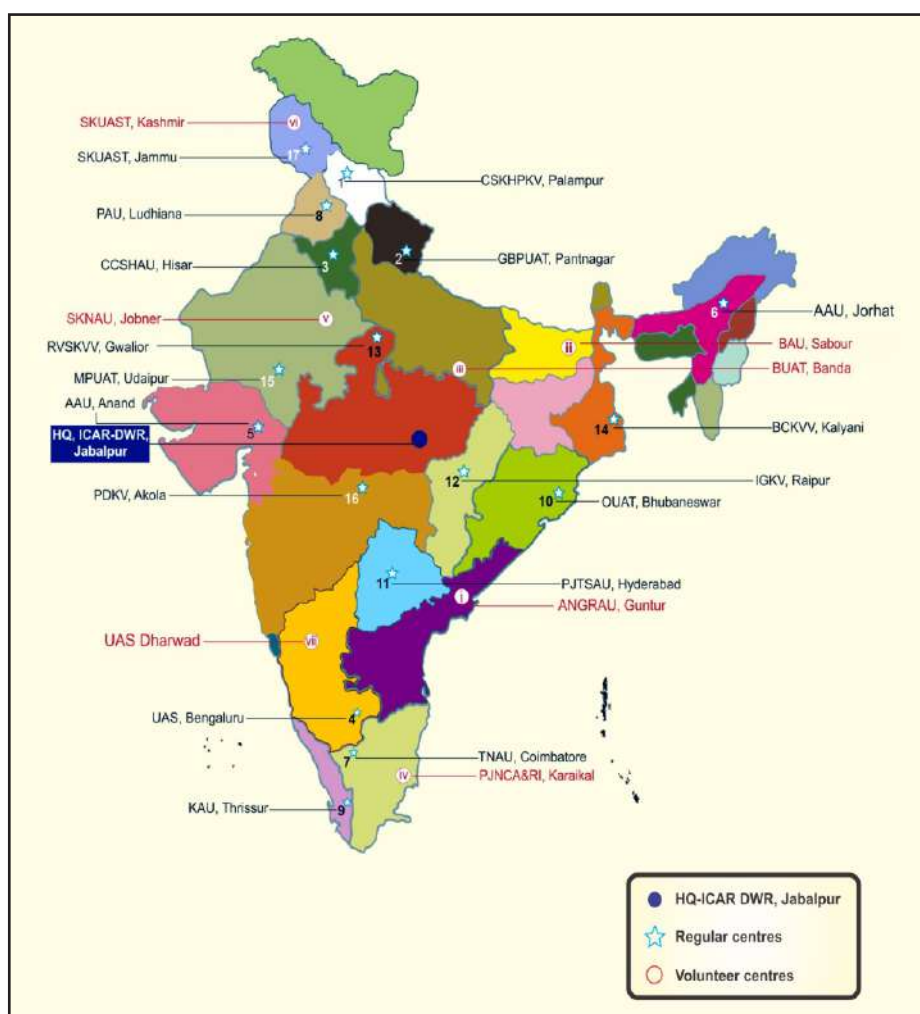 SKUAST, Kashmir
vi
SKUAST, Jammu
17
1
CSKHPKV, Palampur
PAU, Ludhiana
8
CCSHAU, Hisar
3
2
GBPUAT, Pantnagar
SKNAU, Jobner
v
6
AAU, Jorhat
RVSKVV, Gwalior
13
ii
BAU, Sabour
MPUAT, Udaipur
15
iii
BUAT, Banda
AAU, Anand
5
HQ, ICAR-DWR,
Jabalpur
14
BCKVV, Kalyani
12
IGKV, Raipur
PDKV, Akola
16
10
OUAT, Bhubaneswar
11
PJTSAU, Hyderabad
i
ANGRAU, Guntur
UAS Dharwad
vii
UAS, Bengaluru
4
7
TNAU, Coimbatore
iv
PJNCA&RI, Karaikal
KAU, Thrissur
9
HQ-ICAR DWR, Jabalpur
Regular centres
Volunteer centres